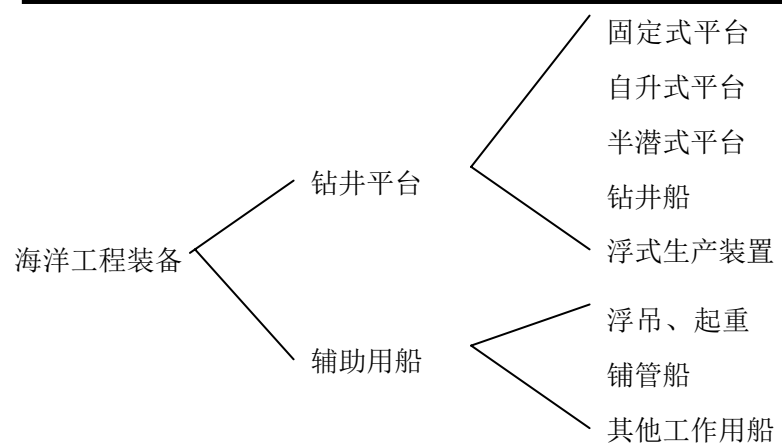 固定式平台
自升式平台
半潜式平台
钻井平台
钻井船
海洋工程装备
浮式生产装置
浮吊、起重
辅助用船
铺管船
其他工作用船